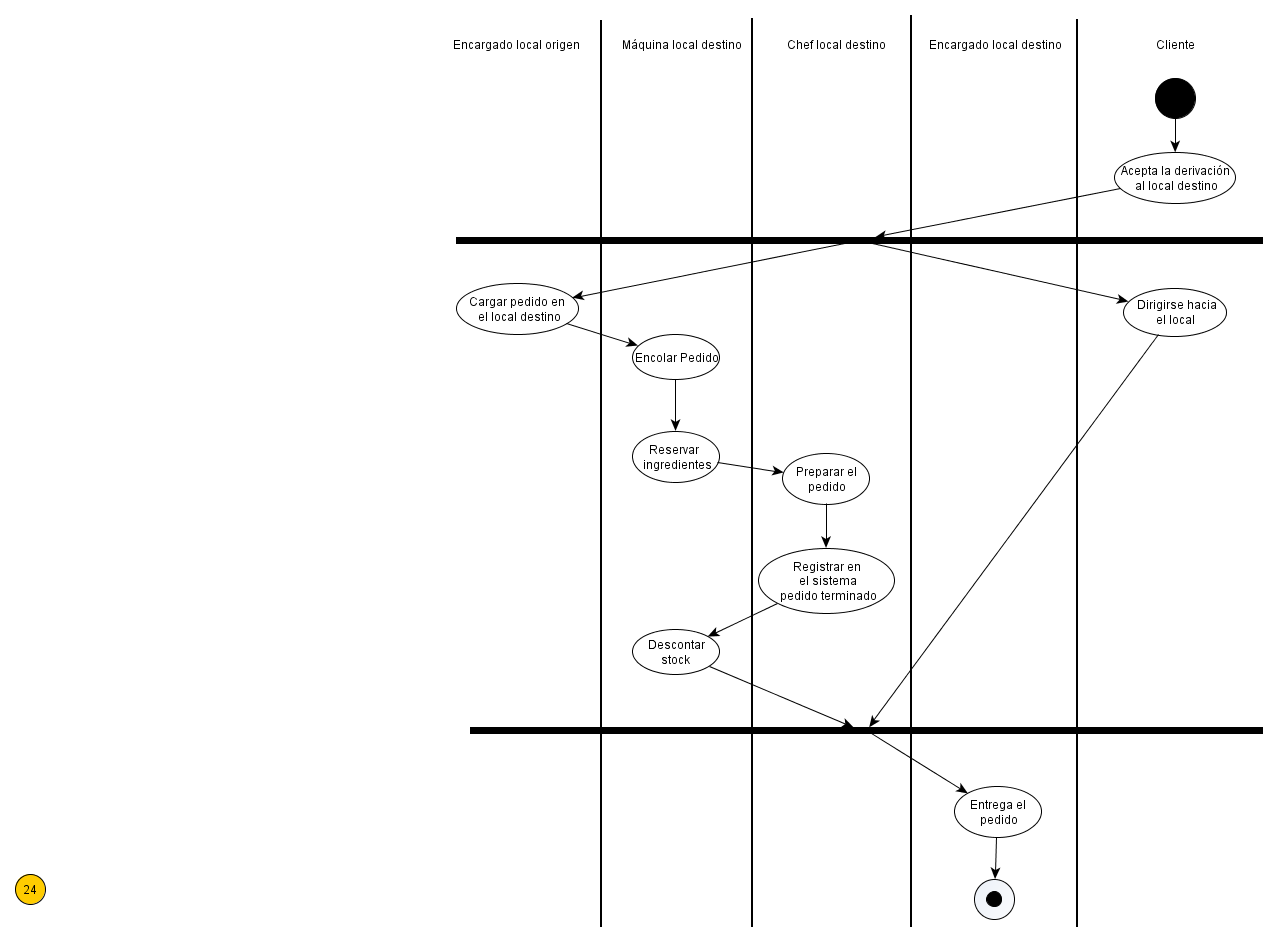 Encargado local origen
Máquina local destino
Chef local destino
Encargado local destino
Cliente
Acepta la derivación
al local destino
Cargar pedido en
el local destino
Dirigirse hacia
el local
Encolar Pedido
Reservar
ingredientes
Preparar el
pedido
Registrar en
el sistema
pedido terminado
Descontar
stock
Entrega el
pedido
24